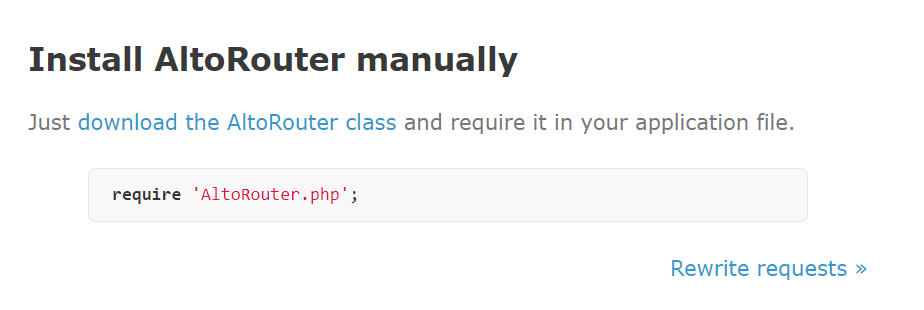 Install AltoRouter manually
Just download the AltoRouter class and require it in your application file.
require 'AltoRouter.php';
Rewrite requests »